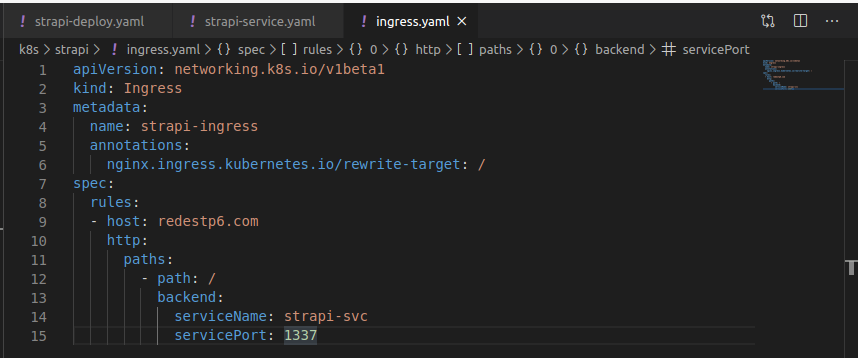 ! strapi-deploy.yaml ! strapi-service.yaml ! ingress.yaml ×
k8s > strapi > ! ingress.yaml > {} spec > [ ] rules > {} 0 > {} http > [ ] paths > {} 0 > {} backend > # servicePort
1 apiVersion: networking.k8s.io/v1beta1
2 kind: Ingress
3 metadata:
4   name: strapi-ingress
5   annotations:
6     nginx.ingress.kubernetes.io/rewrite-target: /
7 spec:
8   rules:
9   - host: redestp6.com
10     http:
11       paths:
12         - path: /
13           backend:
14             serviceName: strapi-svc
15             servicePort: 1337